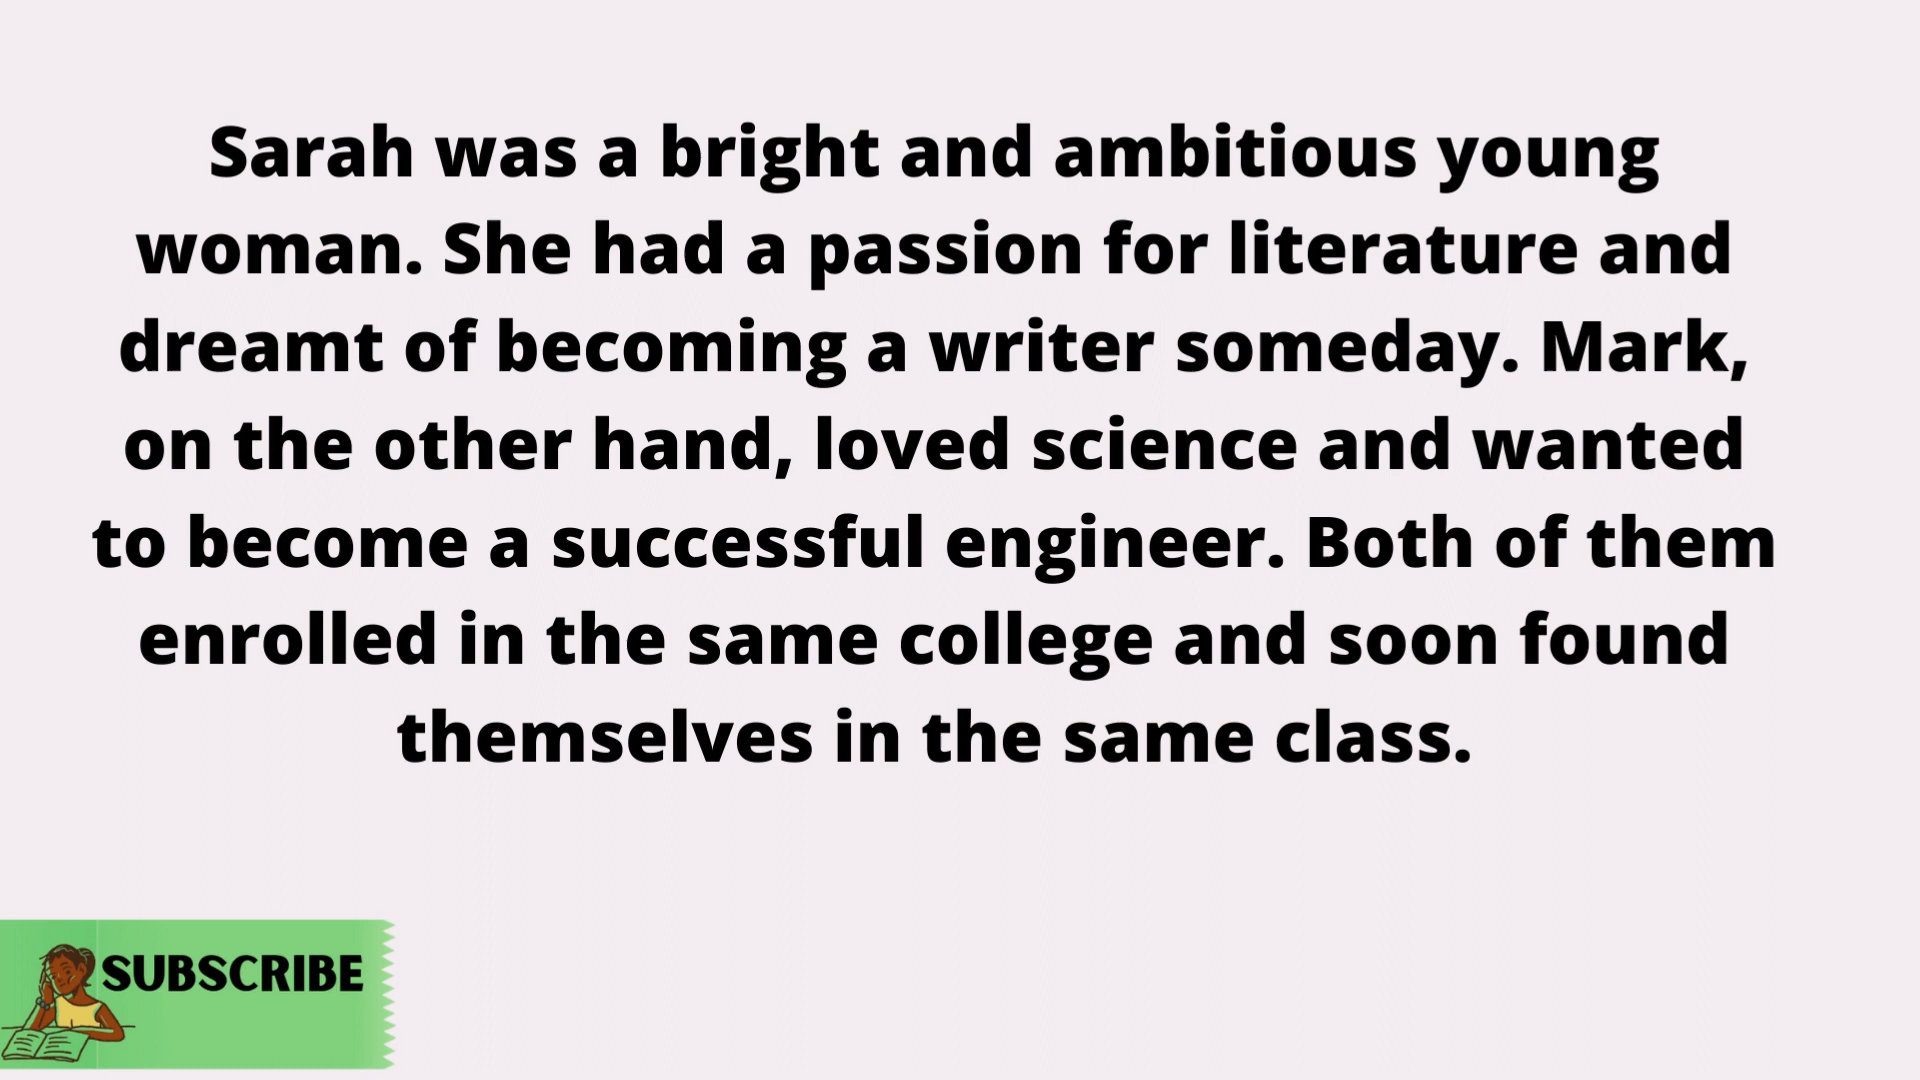 Sarah was a bright and ambitious young
woman. She had a passion for literature and
dreamt of becoming a writer someday. Mark,
on the other hand, loved science and wanted
to become a successful engineer. Both of them
enrolled in the same college and soon found
themselves in the same class.
SUBSCRIBE